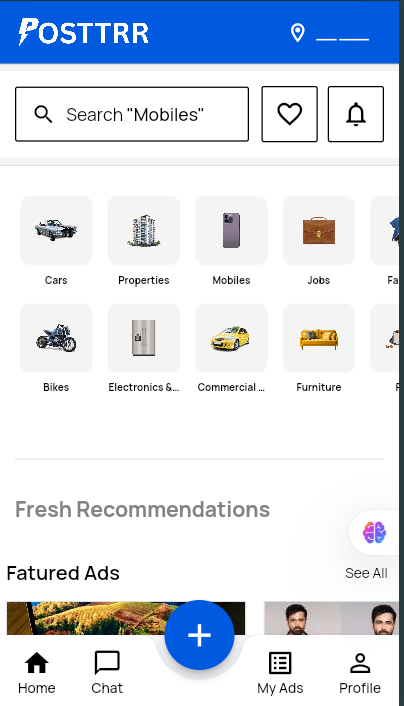 POSTTRR
Search "Mobiles"
Cars Properties Mobiles Jobs Fa
Bikes Electronics &... Commercial ... Furniture
Fresh Recommendations
Fatured Ads See All
Home Chat My Ads Profile